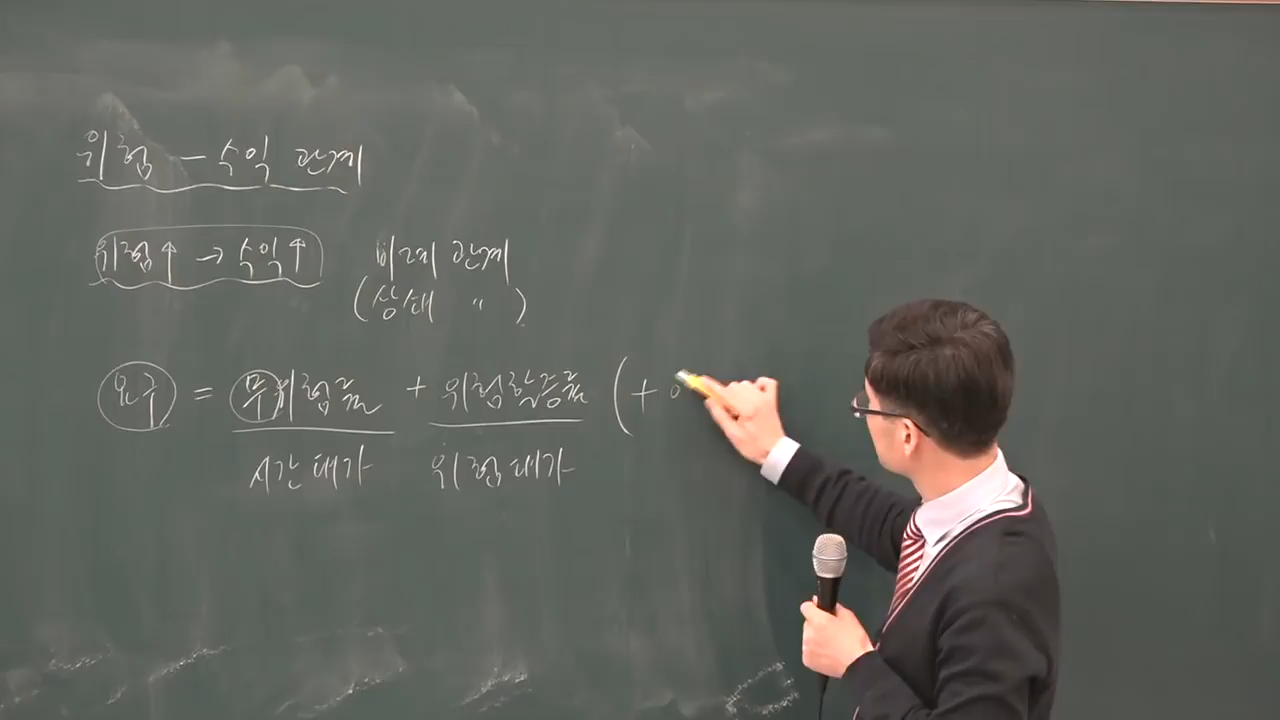 위험 - 수익 관계
위험↑ → 수익↑ 비례 관계
(상쇄 〃 )
요구 = 무위험률 + 위험할증률 ( +
시간대가 위험대가